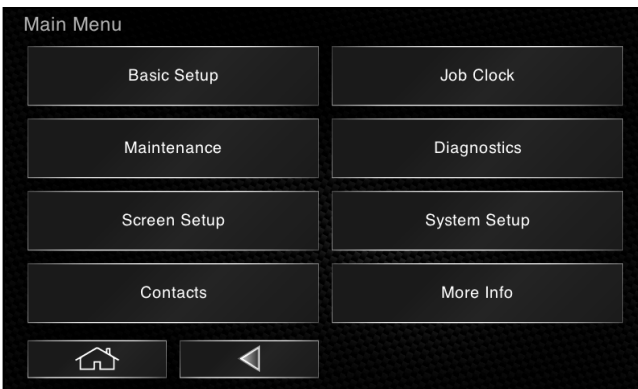 Main Menu
Basic Setup
Job Clock
Maintenance
Diagnostics
Screen Setup
System Setup
Contacts
More Info